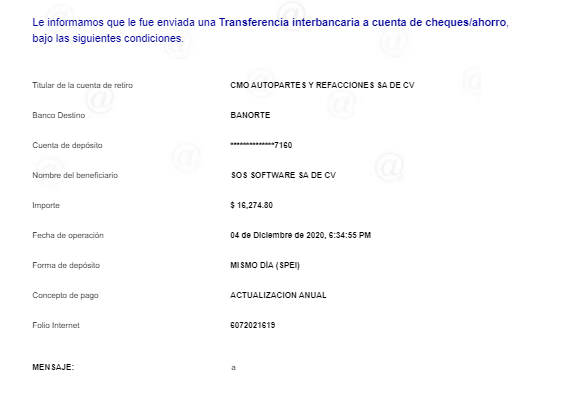 Le informamos que le fue enviada una Transferencia interbancaria a cuenta de cheques/ahorro,
bajo las siguientes condiciones.
Titular de la cuenta de retiro CMO AUTOPARTES Y REFACCIONES SA DE CV
Banco Destino BANORTE
Cuenta de depósito **************7160
Nombre del beneficiario SOS SOFTWARE SA DE CV
Importe $ 16,274.80
Fecha de operación 04 de Diciembre de 2020, 6:34:55 PM
Forma de depósito MISMO DÍA (SPEI)
Concepto de pago ACTUALIZACION ANUAL
Folio Internet 6072021619
MENSAJE: a